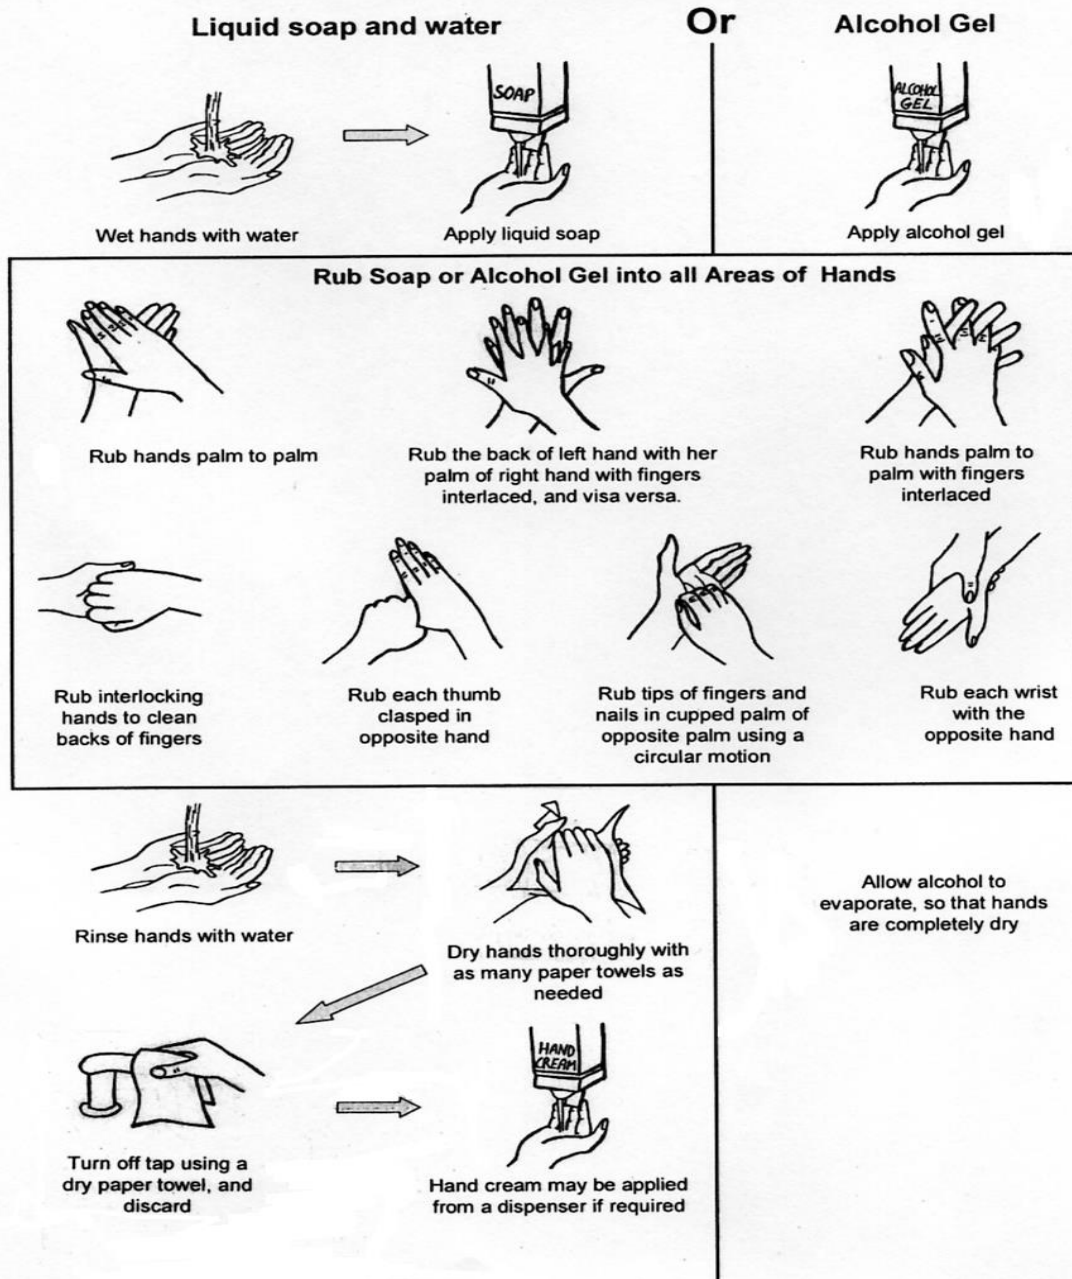 Liquid soap and water
Or
Alcohol Gel
SOAP
ALCOHOL
GEL
Wet hands with water
Apply liquid soap
Apply alcohol gel
Rub Soap or Alcohol Gel into all Areas of Hands
Rub hands palm to palm
Rub the back of left hand with her
palm of right hand with fingers
interlaced, and visa versa.
Rub hands palm to
palm with fingers
interlaced
Rub interlocking
hands to clean
backs of fingers
Rub each thumb
clasped in
opposite hand
Rub tips of fingers and
nails in cupped palm of
opposite palm using a
circular motion
Rub each wrist
with the
opposite hand
Rinse hands with water
Dry hands thoroughly with
as many paper towels as
needed
Allow alcohol to
evaporate, so that hands
are completely dry
HAND
CREAM
Turn off tap using a
dry paper towel, and
discard
Hand cream may be applied
from a dispenser if required